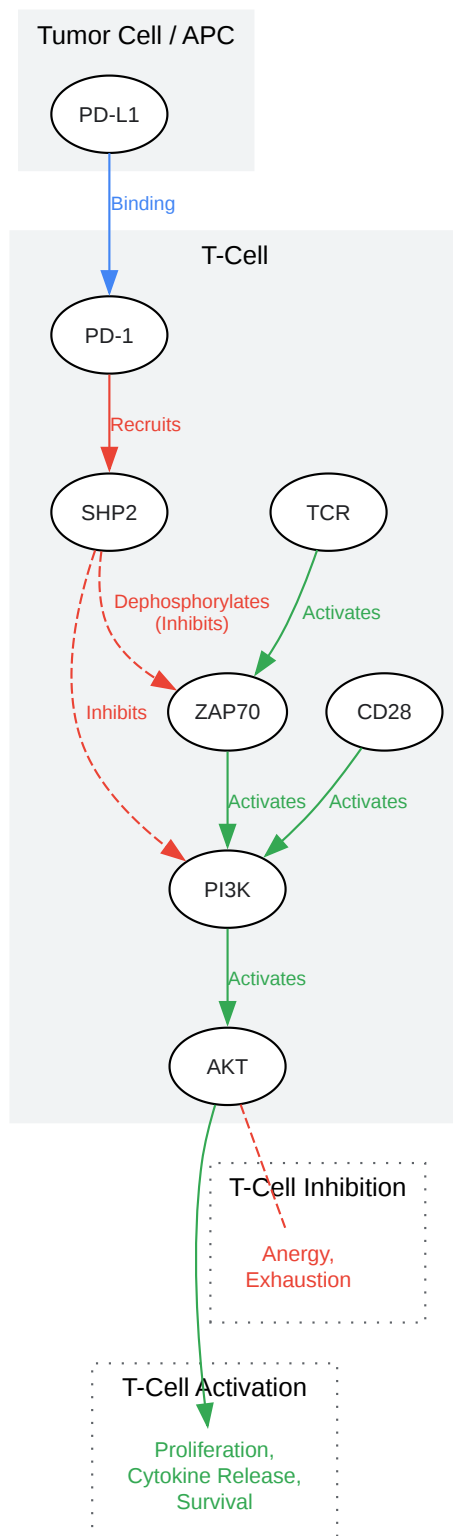 Tumor Cell / APC
PD-L1
Binding
T-Cell
PD-1
Recruits
SHP2
TCR
Dephosphorylates
(Inhibits)
Activates
Inhibits
ZAP70
CD28
Activates
Activates
PI3K
Activates
AKT
T-Cell Inhibition
Anergy,
Exhaustion
T-Cell Activation
Proliferation,
Cytokine Release,
Survival